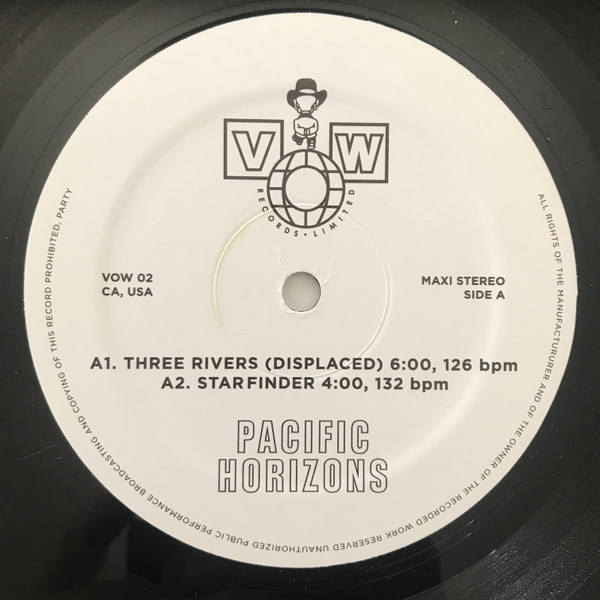 VOW
RECORDS • LIMITED
VOW 02
CA, USA
MAXI STEREO
SIDE A
A1. THREE RIVERS (DISPLACED) 6:00, 126 bpm
A2. STARFINDER 4:00, 132 bpm
PACIFIC
HORIZONS
ALL RIGHTS OF THE MANUFACTURURER AND OF THE OWNER OF THE RECORDED WORK RESERVED UNAUTHORIZED PUBLIC PERFORMANCE BROADCASTING AND COPYING OF THIS RECORD PROHIBITED, PARTY